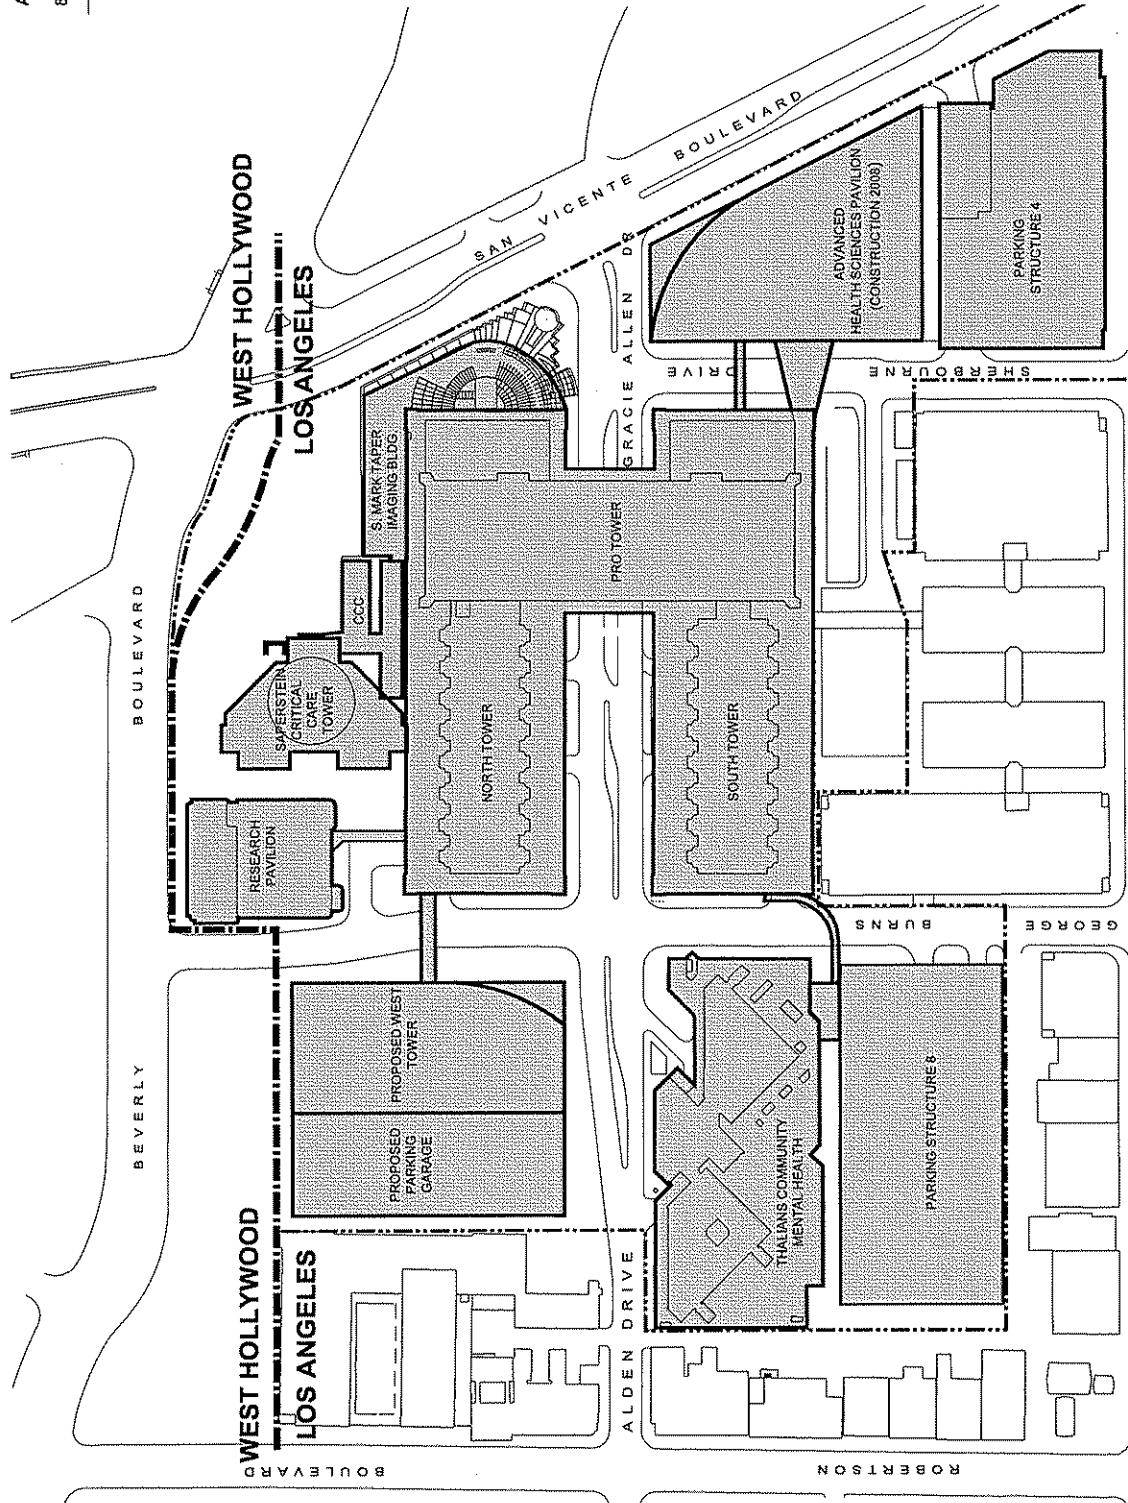 WEST HOLLYWOOD
LOS ANGELES
WEST HOLLYWOOD
LOS ANGELES
BEVERLY
BOULEVARD
SAN VICENTE BOULEVARD
GRACIE ALLEN DR
ALDEN DRIVE
ROBERTSON
BOULEVARD
GEORGE
BURNS
SHERBOURNE
DRIVE
PROPOSED
PARKING
GARAGE
PROPOSED WEST
TOWER
RESEARCH
PAVILION
SAPERSTEIN
CRITICAL
CARE
TOWER
CCC
S. MARK TAPER
IMAGING BLDG.
NORTH TOWER
PRO TOWER
SOUTH TOWER
THALIANS COMMUNITY
MENTAL HEALTH
PARKING STRUCTURE 8
ADVANCED
HEALTH SCIENCES PAVILION
(CONSTRUCTION 2008)
PARKING
STRUCTURE 4